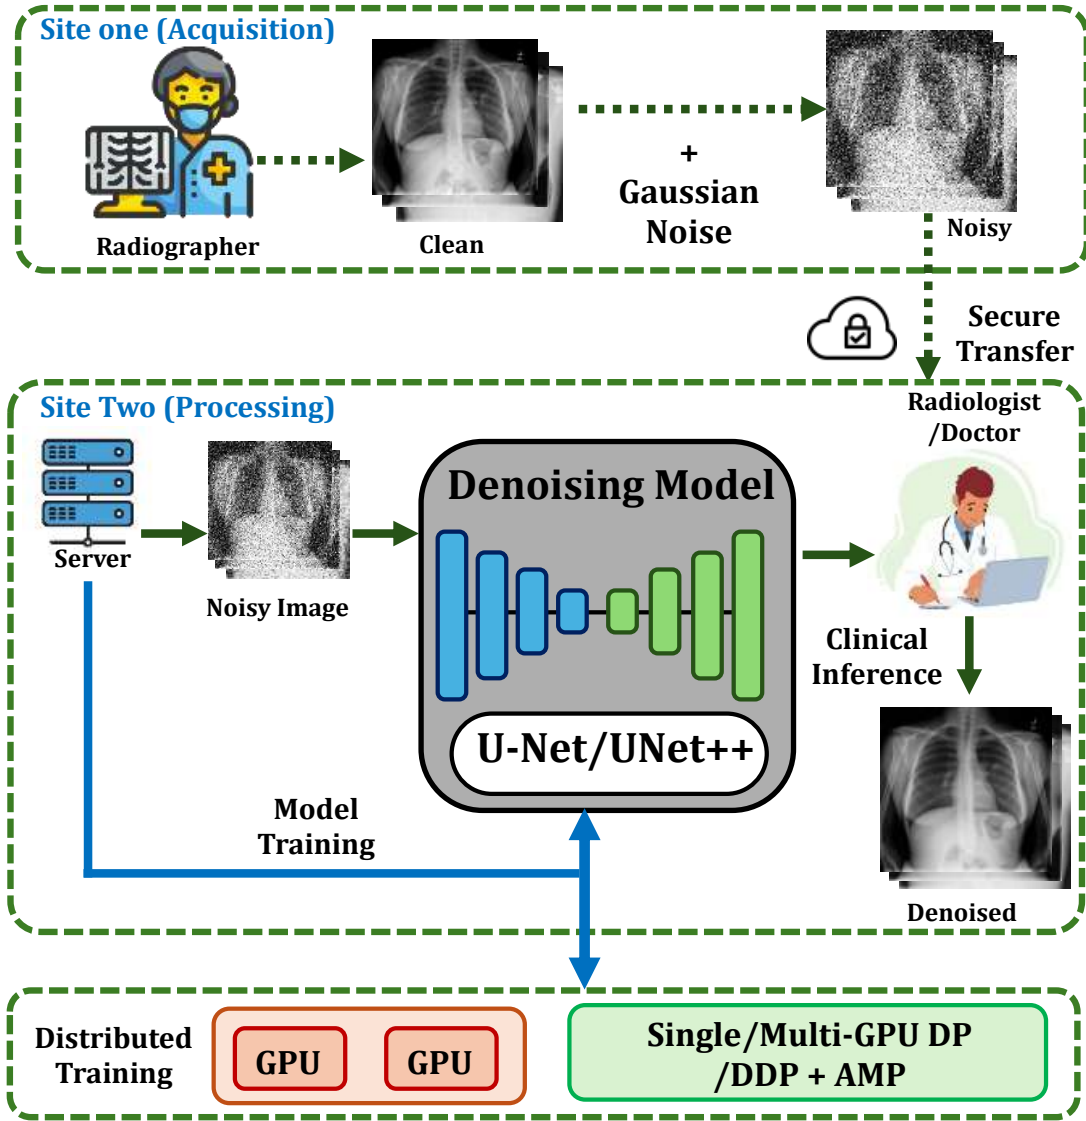 Site one (Acquisition)
Radiographer
Clean
+
Gaussian
Noise
Noisy
Secure
Transfer
Site Two (Processing)
Radiologist
/Doctor
Server
Noisy Image
Denoising Model
U-Net/UNet++
Clinical
Inference
Denoised
Model
Training
Distributed
Training
GPU
GPU
Single/Multi-GPU DP
/DDP + AMP